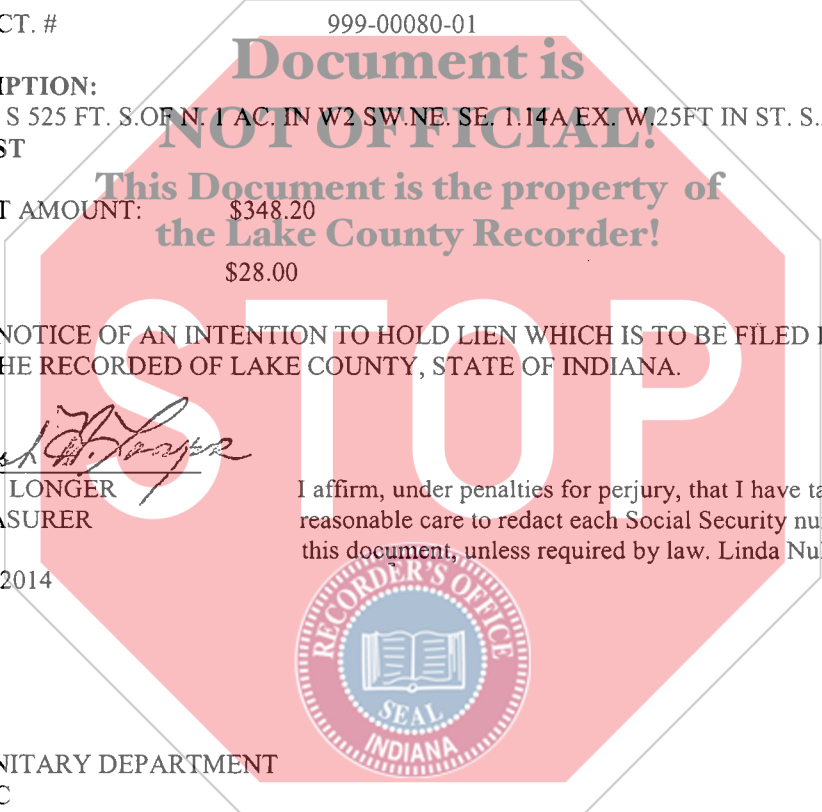 CT. # 999-00080-01
Document is
IPTION:
S 525 FT. S.OF N. 1 AC. IN W2 SW.NE. SE. 1.14A EX. W.25FT IN ST. S.
NOT OFFICIAL!
ST
This Document is the property of
T AMOUNT: $348.20
the Lake County Recorder!
$28.00
NOTICE OF AN INTENTION TO HOLD LIEN WHICH IS TO BE FILED
HE RECORDED OF LAKE COUNTY, STATE OF INDIANA.
STOP
LONGER
ASURER
I affirm, under penalties for perjury, that I have ta
reasonable care to redact each Social Security nu
this document, unless required by law. Linda Nu
2014
RECORDER'S OFFICE
SEAL
INDIANA
NITARY DEPARTMENT
C